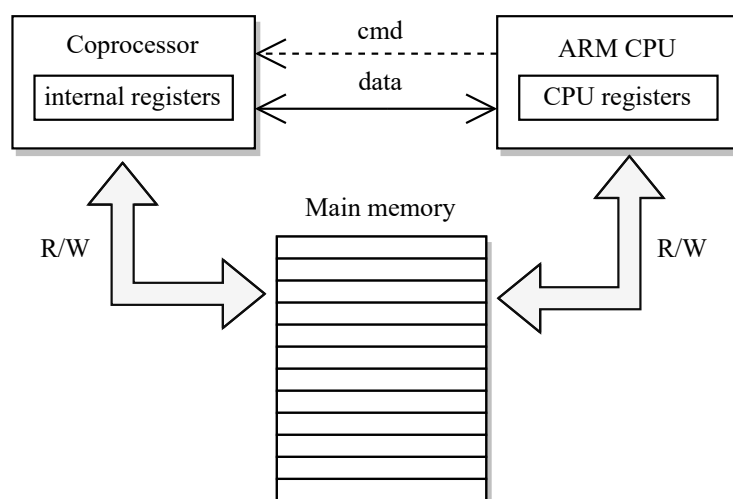 Coprocessor
internal registers
cmd
data
ARM CPU
CPU registers
R/W
Main memory
R/W